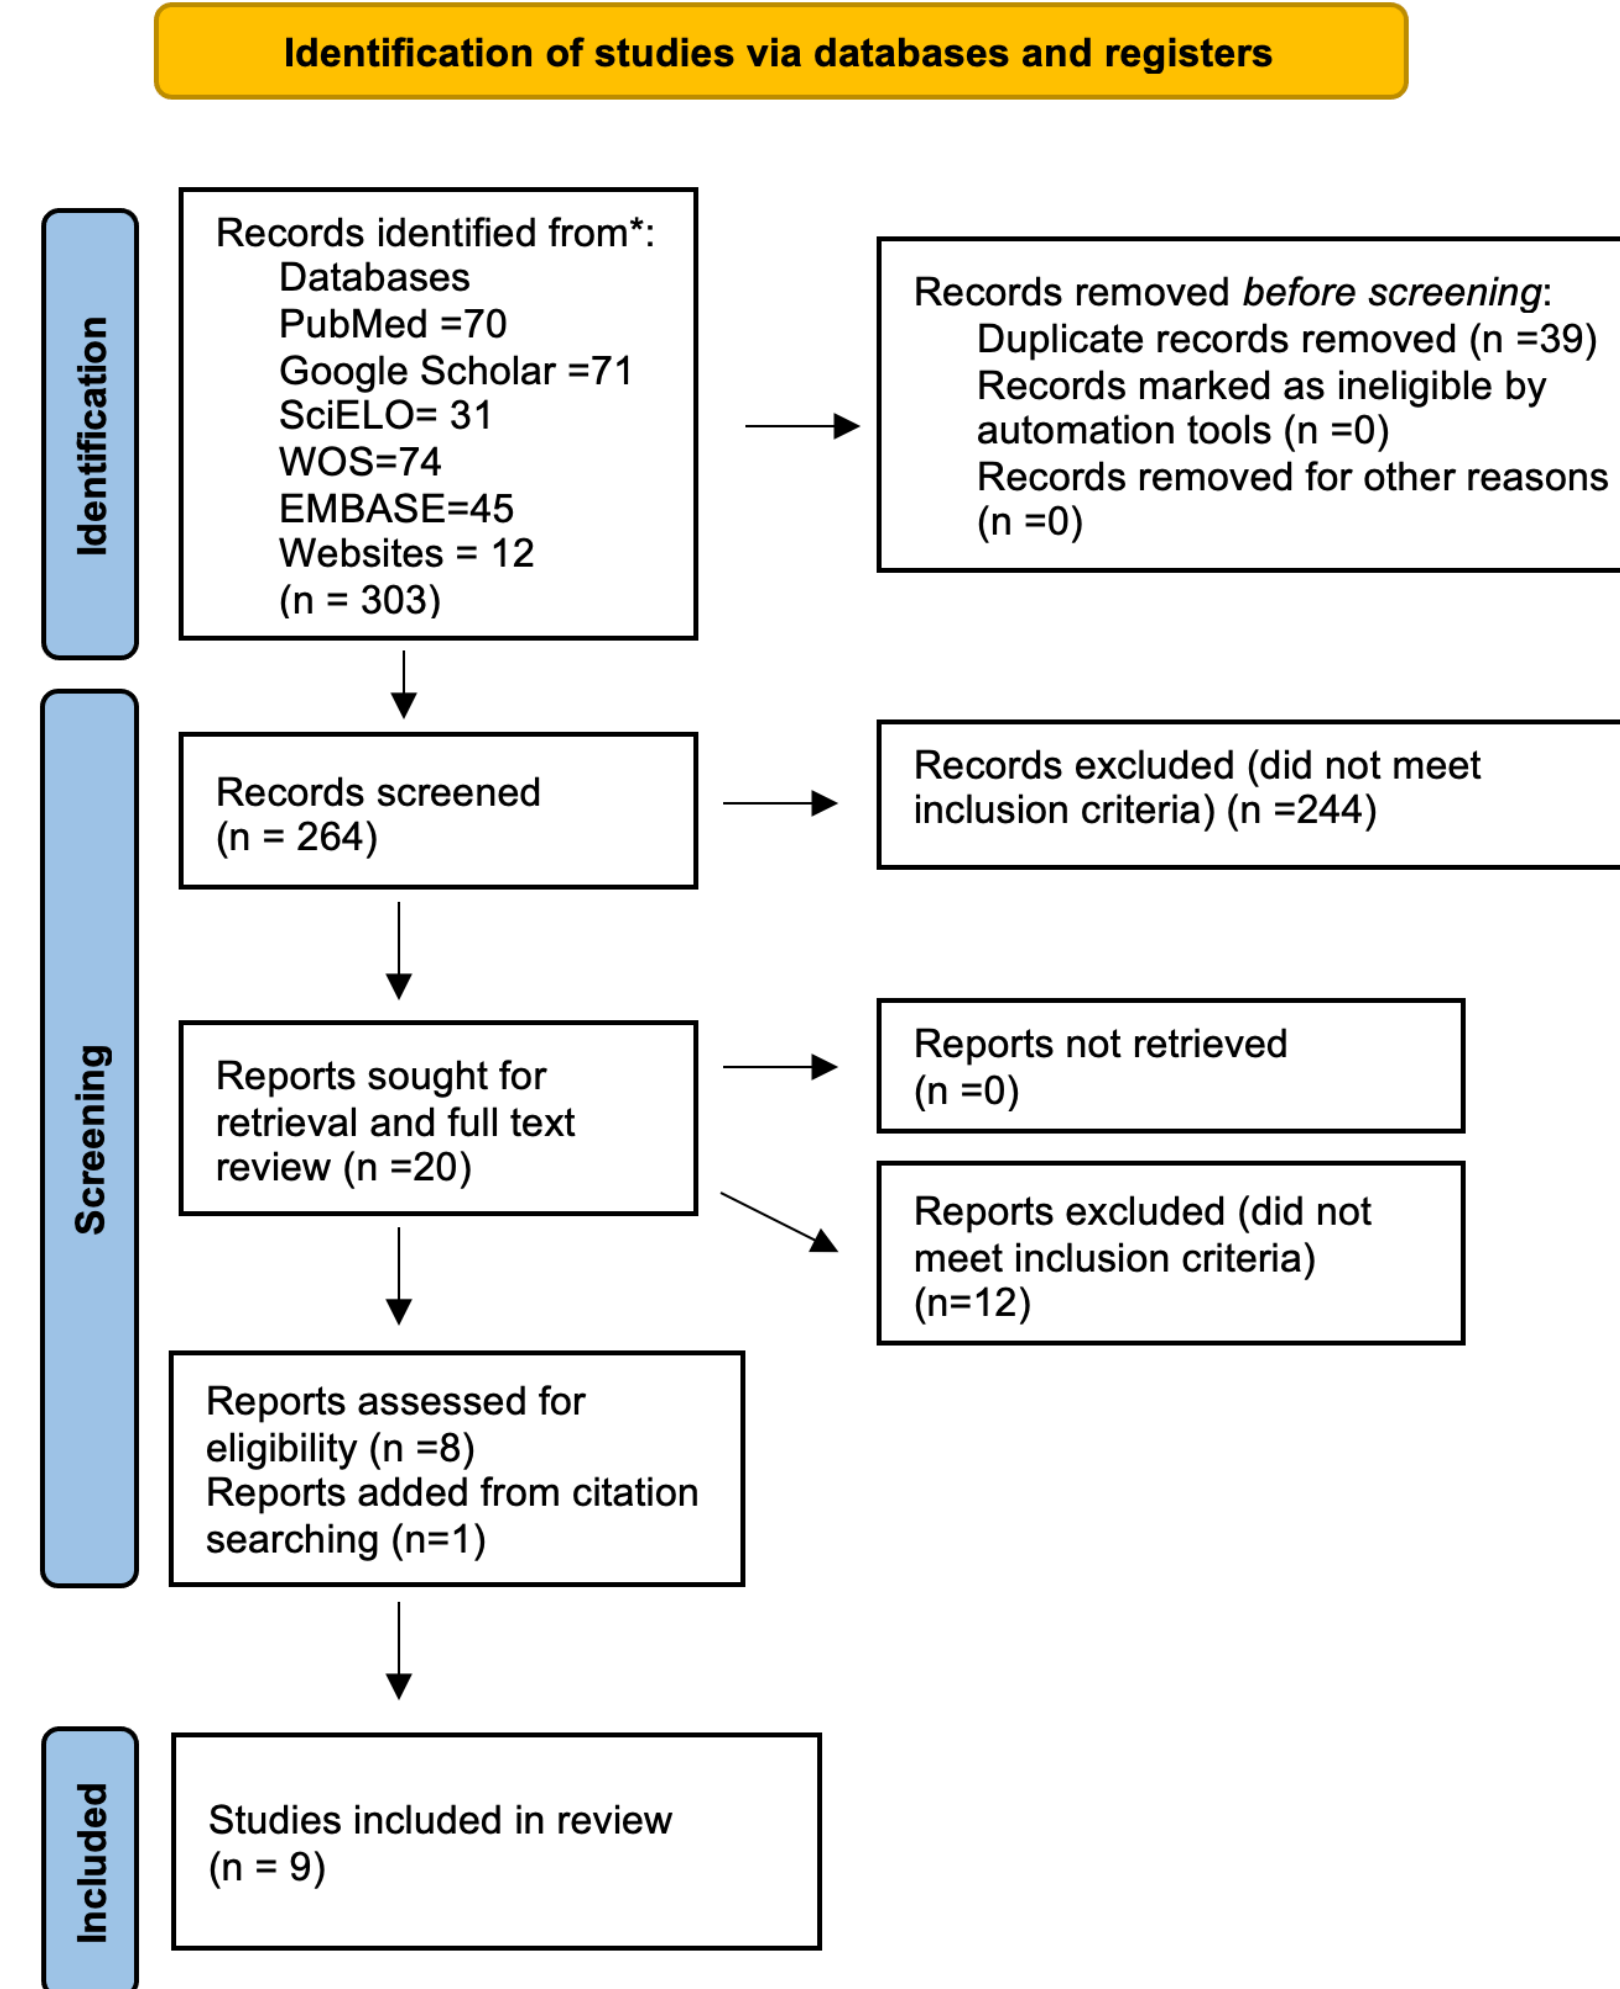 Identification of studies via databases and registers
Identification
Records identified from*:
Databases
PubMed =70
Google Scholar =71
SciELO= 31
WOS=74
EMBASE=45
Websites = 12
(n = 303)
Records removed before screening:
Duplicate records removed (n =39)
Records marked as ineligible by
automation tools (n =0)
Records removed for other reasons
(n =0)
Screening
Records screened
(n = 264)
Records excluded (did not meet
inclusion criteria) (n =244)
Reports sought for
retrieval and full text
review (n =20)
Reports not retrieved
(n =0)
Reports excluded (did not
meet inclusion criteria)
(n=12)
Reports assessed for
eligibility (n =8)
Reports added from citation
searching (n=1)
Included
Studies included in review
(n = 9)